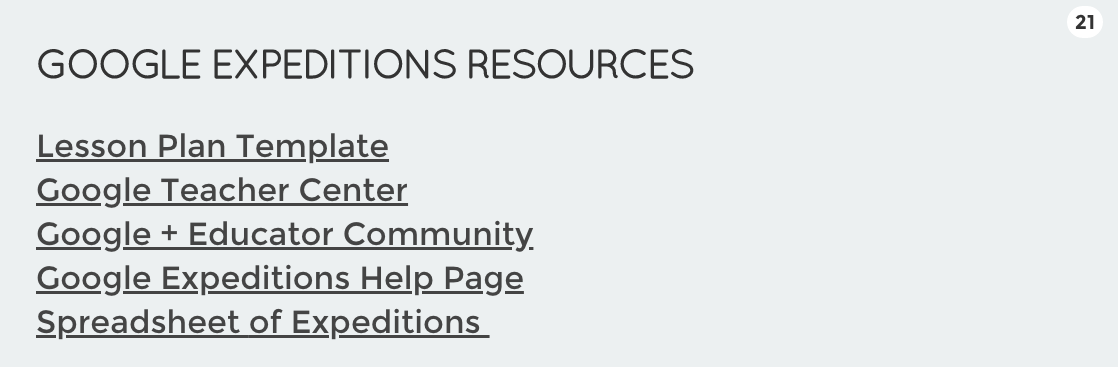 21
GOOGLE EXPEDITIONS RESOURCES
Lesson Plan Template
Google Teacher Center
Google + Educator Community
Google Expeditions Help Page
Spreadsheet of Expeditions